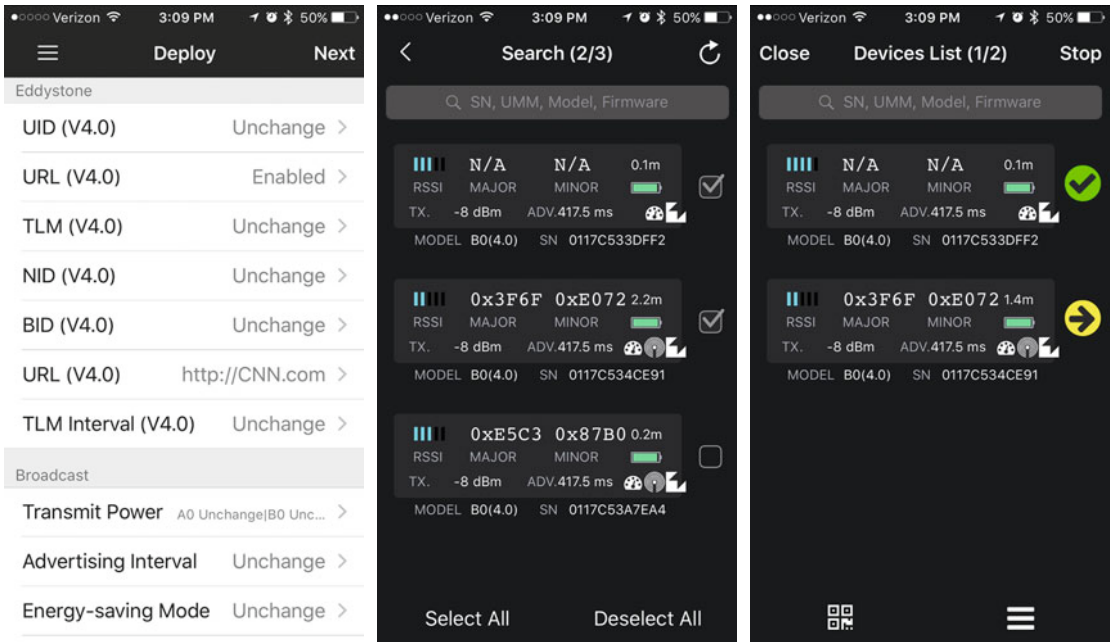 Verizon 3:09 PM 50%
Deploy Next
Eddystone
UID (V4.0) Unchange
URL (V4.0) Enabled
TLM (V4.0) Unchange
NID (V4.0) Unchange
BID (V4.0) Unchange
URL (V4.0) http://CNN.com
TLM Interval (V4.0) Unchange
Broadcast
Transmit Power A0 Unchange|B0 Unc...
Advertising Interval Unchange
Energy-saving Mode Unchange
Verizon 3:09 PM 50%
Search (2/3)
SN, UMM, Model, Firmware
N/A N/A 0.1m
RSSI MAJOR MINOR
TX. -8 dBm ADV.417.5 ms
MODEL B0(4.0) SN 0117C533DFF2
0x3F6F 0xE072 2.2m
RSSI MAJOR MINOR
TX. -8 dBm ADV.417.5 ms
MODEL B0(4.0) SN 0117C534CE91
0xE5C3 0x87B0 0.2m
RSSI MAJOR MINOR
TX. -8 dBm ADV.417.5 ms
MODEL B0(4.0) SN 0117C53A7EA4
Select All Deselect All
Verizon 3:09 PM 50%
Close Devices List (1/2) Stop
SN, UMM, Model, Firmware
N/A N/A 0.1m
RSSI MAJOR MINOR
TX. -8 dBm ADV.417.5 ms
MODEL B0(4.0) SN 0117C533DFF2
0x3F6F 0xE072 1.4m
RSSI MAJOR MINOR
TX. -8 dBm ADV.417.5 ms
MODEL B0(4.0) SN 0117C534CE91